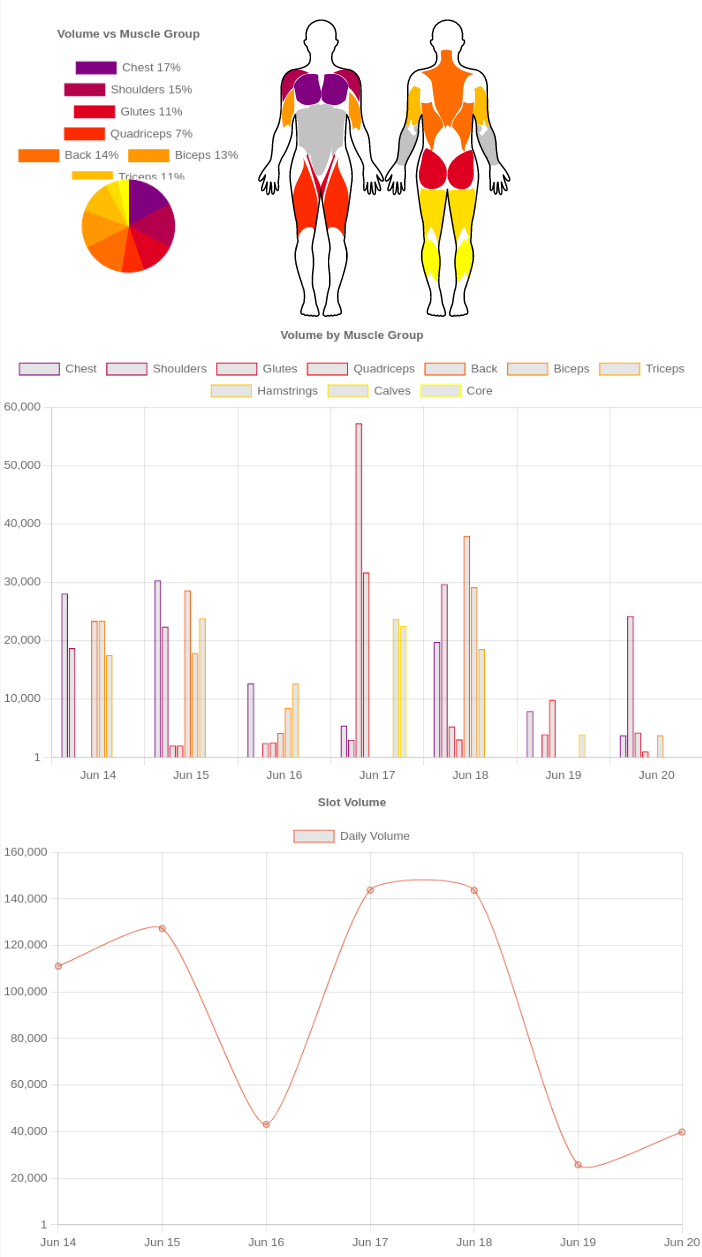 Volume vs Muscle Group
Chest 17%
Shoulders 15%
Glutes 11%
Quadriceps 7%
Back 14% Biceps 13%
Triceps 11%
Volume by Muscle Group
Chest Shoulders Glutes Quadriceps Back Biceps Triceps
Hamstrings Calves Core
60,000
50,000
40,000
30,000
20,000
10,000
1
Jun 14 Jun 15 Jun 16 Jun 17 Jun 18 Jun 19 Jun 20
Slot Volume
Daily Volume
160,000
140,000
120,000
100,000
80,000
60,000
40,000
20,000
1
Jun 14 Jun 15 Jun 16 Jun 17 Jun 18 Jun 19 Jun 20